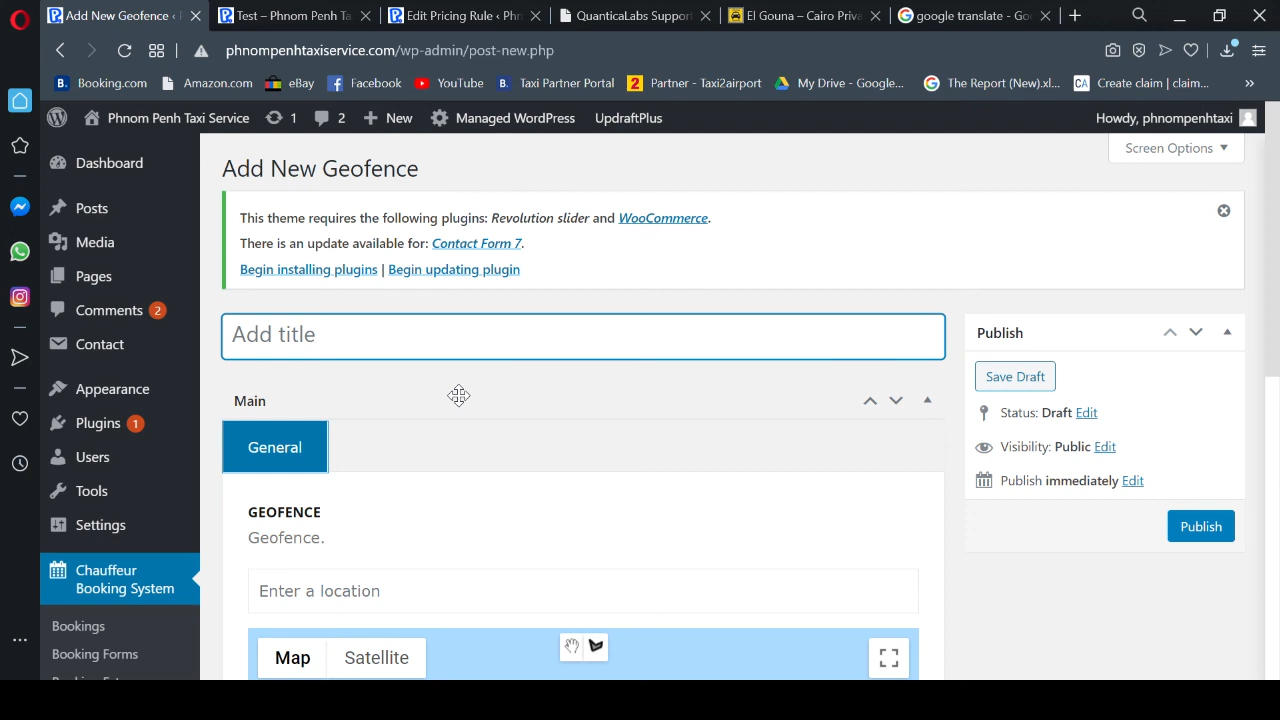 Add New Geofence ‹ P
Test – Phnom Penh Ta
Edit Pricing Rule ‹ Phn
QuanticaLabs Support
El Gouna – Cairo Priva
google translate - Go
phnompenhtaxiservice.com/wp-admin/post-new.php
Booking.com
Amazon.com
eBay
Facebook
YouTube
Taxi Partner Portal
Partner - Taxi2airport
My Drive - Google...
The Report (New).xl...
Create claim | claim...
Phnom Penh Taxi Service
1
2
New
Managed WordPress
UpdraftPlus
Howdy, phnompenhtaxi
Dashboard
Posts
Media
Pages
Comments 2
Contact
Appearance
Plugins 1
Users
Tools
Settings
Chauffeur
Booking System
Bookings
Booking Forms
Screen Options
Add New Geofence
This theme requires the following plugins: Revolution slider and WooCommerce.
There is an update available for: Contact Form 7.
Begin installing plugins | Begin updating plugin
Add title
Main
General
GEOFENCE
Geofence.
Enter a location
Map
Satellite
Publish
Save Draft
Status: Draft Edit
Visibility: Public Edit
Publish immediately Edit
Publish